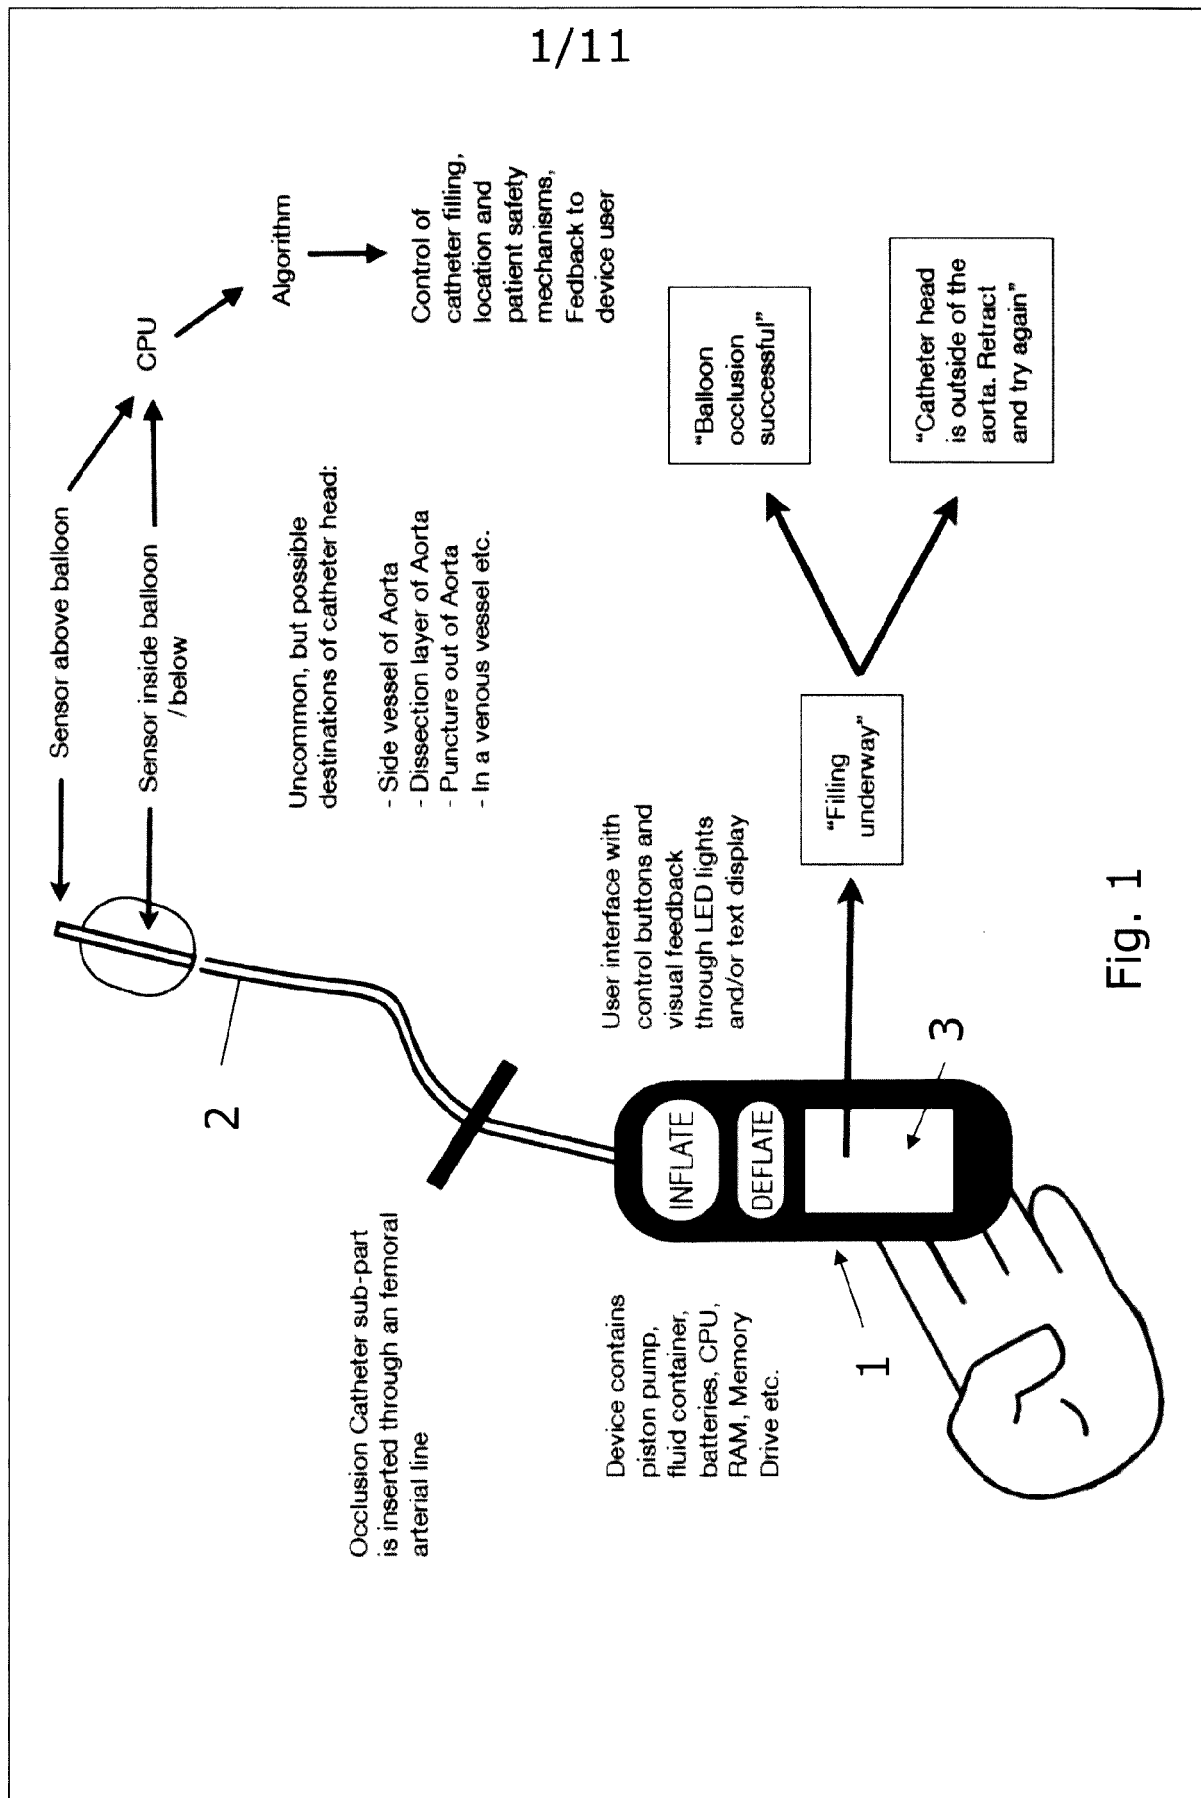 1/11
Sensor above balloon
Sensor inside balloon
/below
CPU
Algorithm
Control of
catheter filling,
location and
patient safety
mechanisms,
Fedback to
device user
Uncommon, but possible
destinations of catheter head:
- Side vessel of Aorta
- Dissection layer of Aorta
- Puncture out of Aorta
- In a venous vessel etc.
2
Occlusion Catheter sub-part
is inserted through an femoral
arterial line
User interface with
control buttons and
visual feedback
through LED lights
and/or text display
INFLATE
DEFLATE
3
1
Device contains
piston pump,
fluid container,
batteries, CPU,
RAM, Memory
Drive etc.
“Filling
underway”
“Balloon
occlusion
successful”
“Catheter head
is outside of the
aorta. Retract
and try again”
Fig. 1